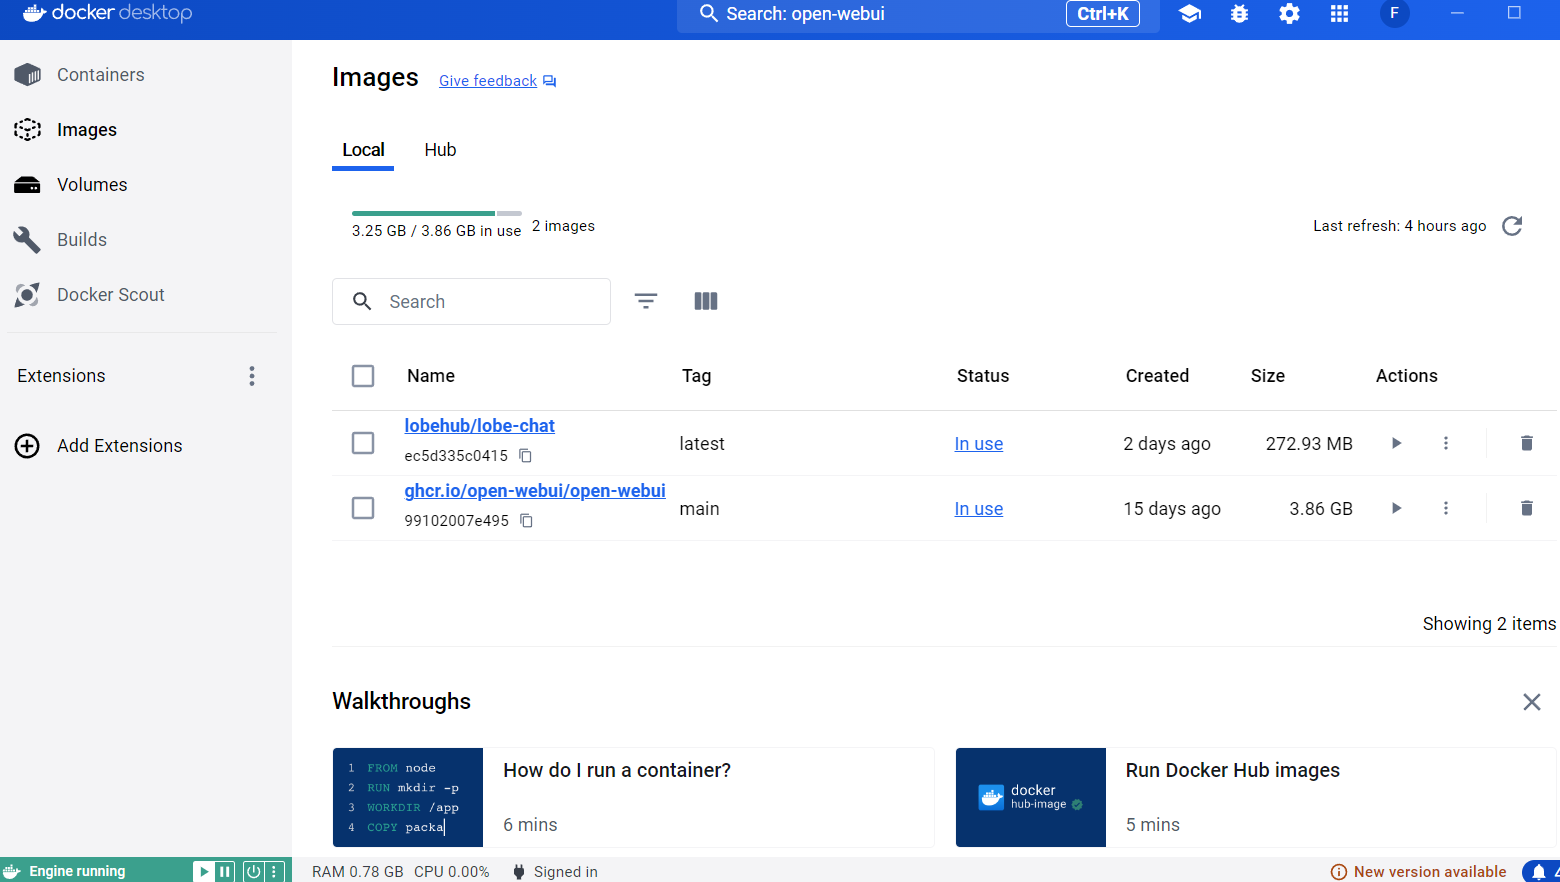 docker desktop
Search: open-webui
Ctrl+K
F
Containers
Images
Volumes
Builds
Docker Scout
Extensions
Add Extensions
Images
Give feedback
Local
Hub
3.25 GB / 3.86 GB in use
2 images
Last refresh: 4 hours ago
Search
Name Tag Status Created Size Actions
lobehub/lobe-chat
ec5d335c0415
latest In use 2 days ago 272.93 MB
ghcr.io/open-webui/open-webui
99102007e495
main In use 15 days ago 3.86 GB
Showing 2 items
Walkthroughs
1 FROM node
2 RUN mkdir -p
3 WORKDIR /app
4 COPY packa
How do I run a container?
6 mins
docker
hub-image
Run Docker Hub images
5 mins
Engine running
RAM 0.78 GB CPU 0.00%
Signed in
New version available